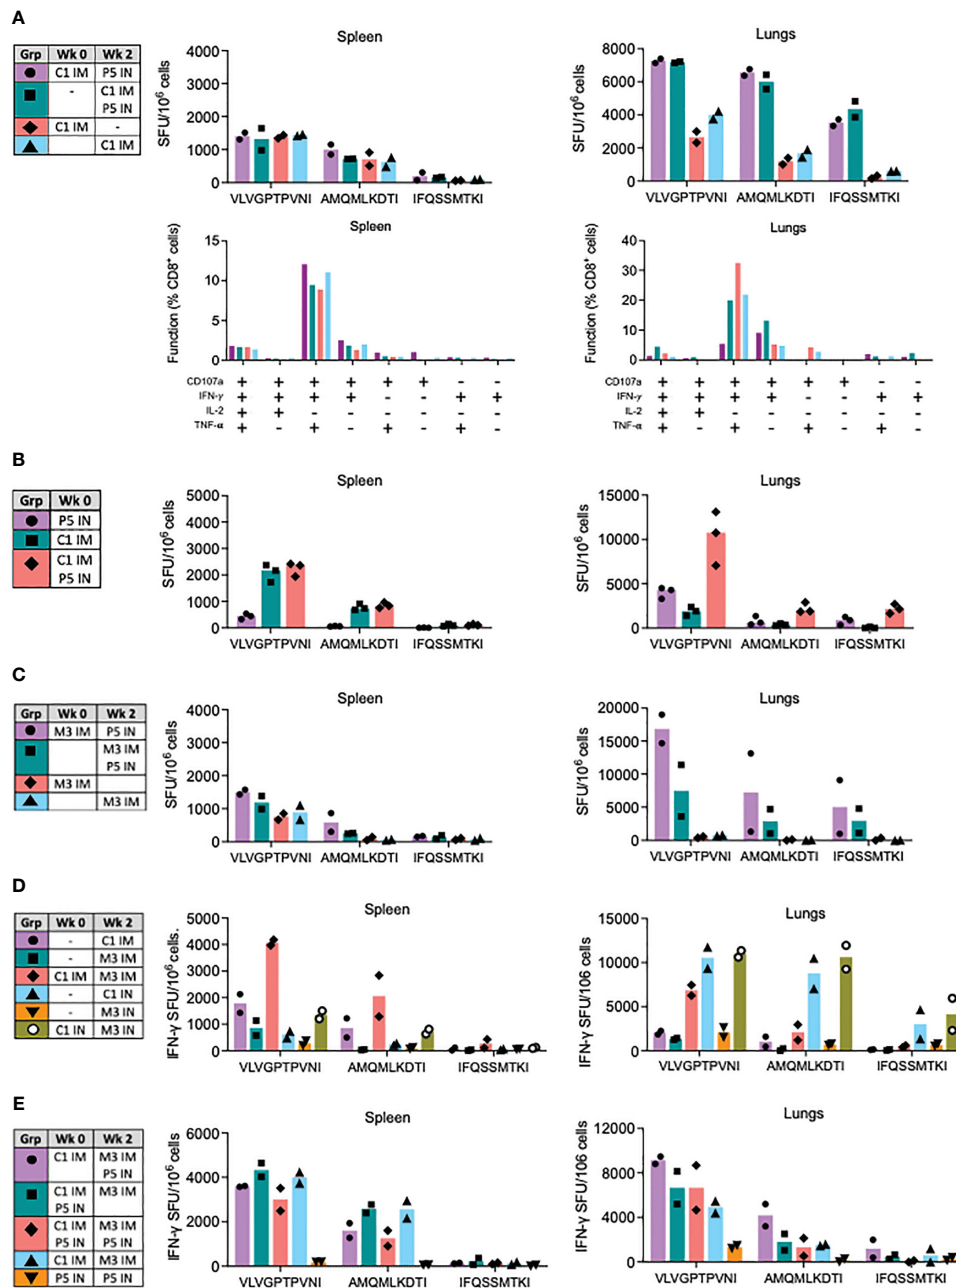 A
Grp Wk 0 Wk 2
C1 IM P5 IN
- C1 IM
P5 IN
C1 IM -
C1 IM
Spleen
SFU/10⁶ cells
4000
3000
2000
1000
0
VLVGPTPVNI AMQMLKDTI IFQSSMTKI
Lungs
SFU/10⁶ cells
8000
6000
4000
2000
0
VLVGPTPVNI AMQMLKDTI IFQSSMTKI
Spleen
Function (% CD8⁺ cells)
15
10
5
0
CD107a + + + + + + - -
IFN-γ + + + + - - + +
IL-2 + + - - - - - -
TNF-α + - + - + - + -
Lungs
Function (% CD8⁺ cells)
40
30
20
10
0
CD107a + + + + + + - -
IFN-γ + + + + - - + +
IL-2 + + - - - - - -
TNF-α + - + - + - + -
B
Grp Wk 0
P5 IN
C1 IM
C1 IM
P5 IN
Spleen
SFU/10⁶ cells
5000
4000
3000
2000
1000
0
VLVGPTPVNI AMQMLKDTI IFQSSMTKI
Lungs
SFU/10⁶ cells
15000
10000
5000
0
VLVGPTPVNI AMQMLKDTI IFQSSMTKI
C
Grp Wk 0 Wk 2
M3 IM P5 IN
M3 IM
P5 IN
M3 IM
M3 IM
Spleen
SFU/10⁶ cells
4000
3000
2000
1000
0
VLVGPTPVNI AMQMLKDTI IFQSSMTKI
Lungs
SFU/10⁶ cells
20000
15000
10000
5000
0
VLVGPTPVNI AMQMLKDTI IFQSSMTKI
D
Grp Wk 0 Wk 2
- C1 IM
- M3 IM
C1 IM M3 IM
- C1 IN
- M3 IN
C1 IN M3 IN
Spleen
IFN-γ SFU/10⁶ cells.
5000
4000
3000
2000
1000
0
VLVGPTPVNI AMQMLKDTI IFQSSMTKI
Lungs
IFN-γ SFU/106 cells
15000
10000
5000
0
VLVGPTPVNI AMQMLKDTI IFQSSMTKI
E
Grp Wk 0 Wk 2
C1 IM M3 IM
P5 IN
C1 IM M3 IM
P5 IN
C1 IM M3 IM
P5 IN P5 IN
C1 IM M3 IM
P5 IN P5 IN
Spleen
IFN-γ SFU/10⁶ cells
6000
4000
2000
0
VLVGPTPVNI AMQMLKDTI IFQSSMTKI
Lungs
IFN-γ SFU/106 cells
12000
8000
4000
0
VLVGPTPVNI AMQMLKDTI IFQSSMTKI